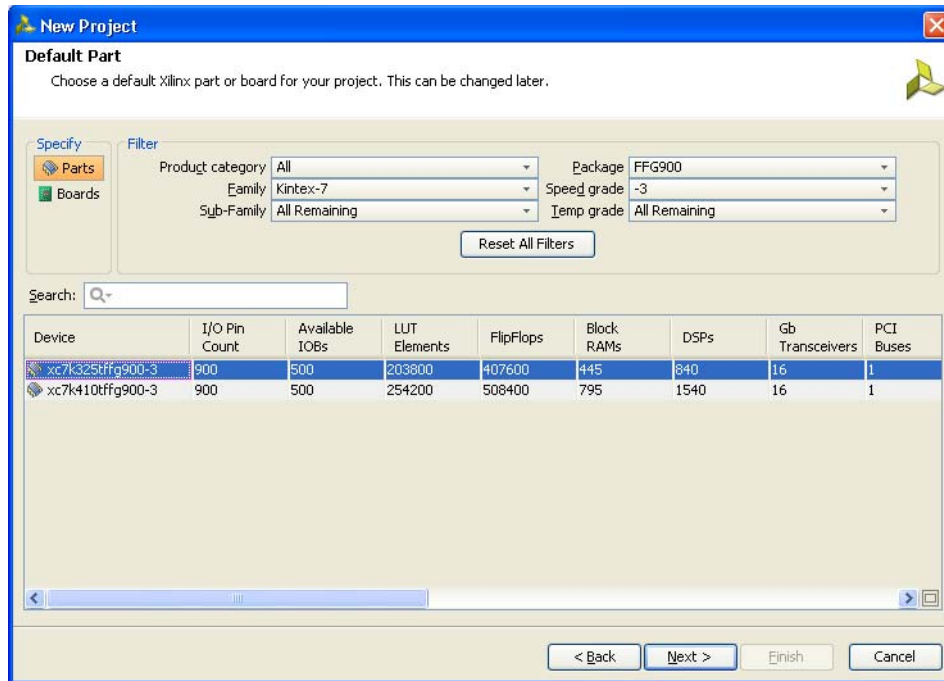 New Project
Default Part
Choose a default Xilinx part or board for your project. This can be changed later.
Specify
Parts
Boards
Filter
Product category All
Package FFG900
Family Kintex-7
Speed grade -3
Sub-Family All Remaining
Temp grade All Remaining
Reset All Filters
Search:
Device I/O Pin Count Available IOBs LUT Elements FlipFlops Block RAMs DSPs Gb Transceivers PCI Buses
xc7k325tffg900-3 900 500 203800 407600 445 840 16 1
xc7k410tffg900-3 900 500 254200 508400 795 1540 16 1
< Back Next > Finish Cancel